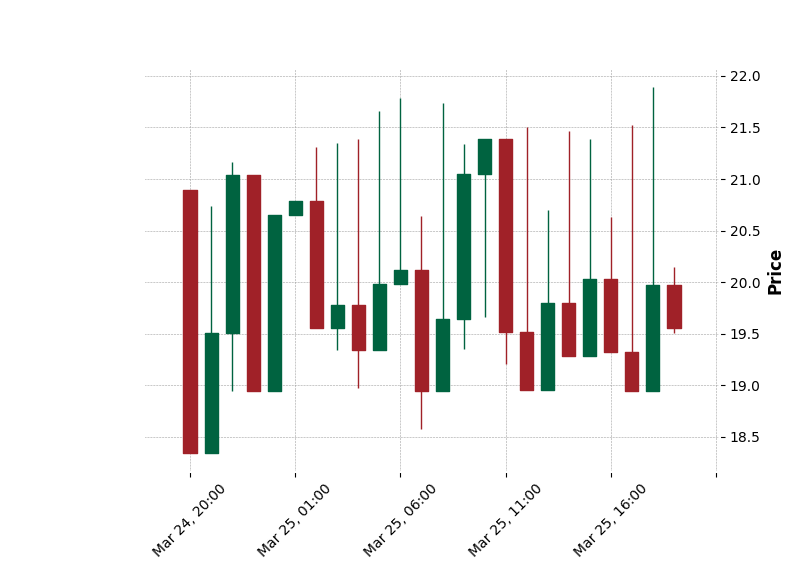 22.0
21.5
21.0
20.5
20.0
19.5
19.0
18.5
Price
Mar 24, 20:00
Mar 25, 01:00
Mar 25, 06:00
Mar 25, 11:00
Mar 25, 16:00